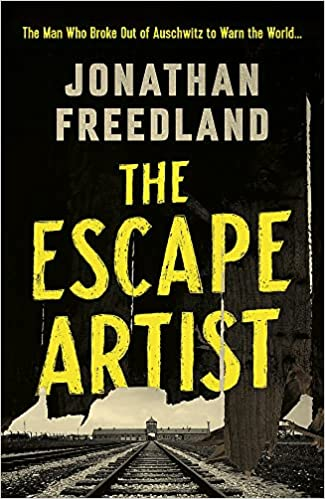 The Man Who Broke Out of Auschwitz to Warn the World...
JONATHAN
FREEDLAND
THE
ESCAPE
ARTIST